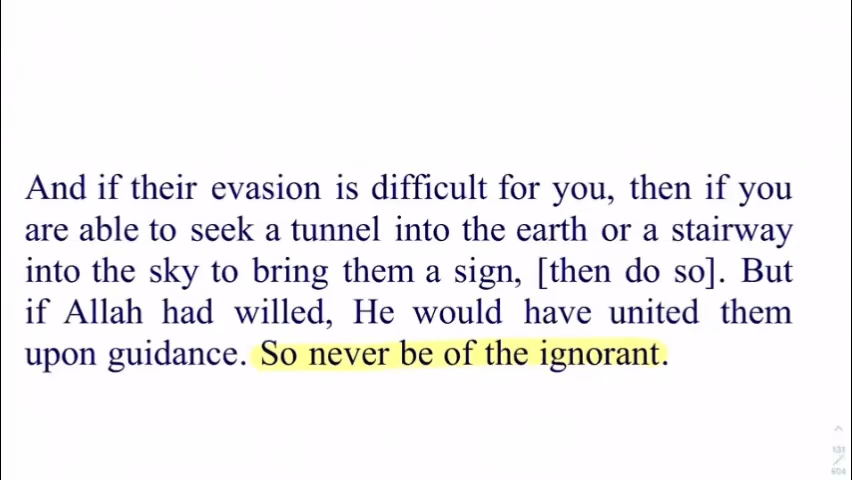 And if their evasion is difficult for you, then if you
are able to seek a tunnel into the earth or a stairway
into the sky to bring them a sign, [then do so]. But
if Allah had willed, He would have united them
upon guidance. So never be of the ignorant.
131
604